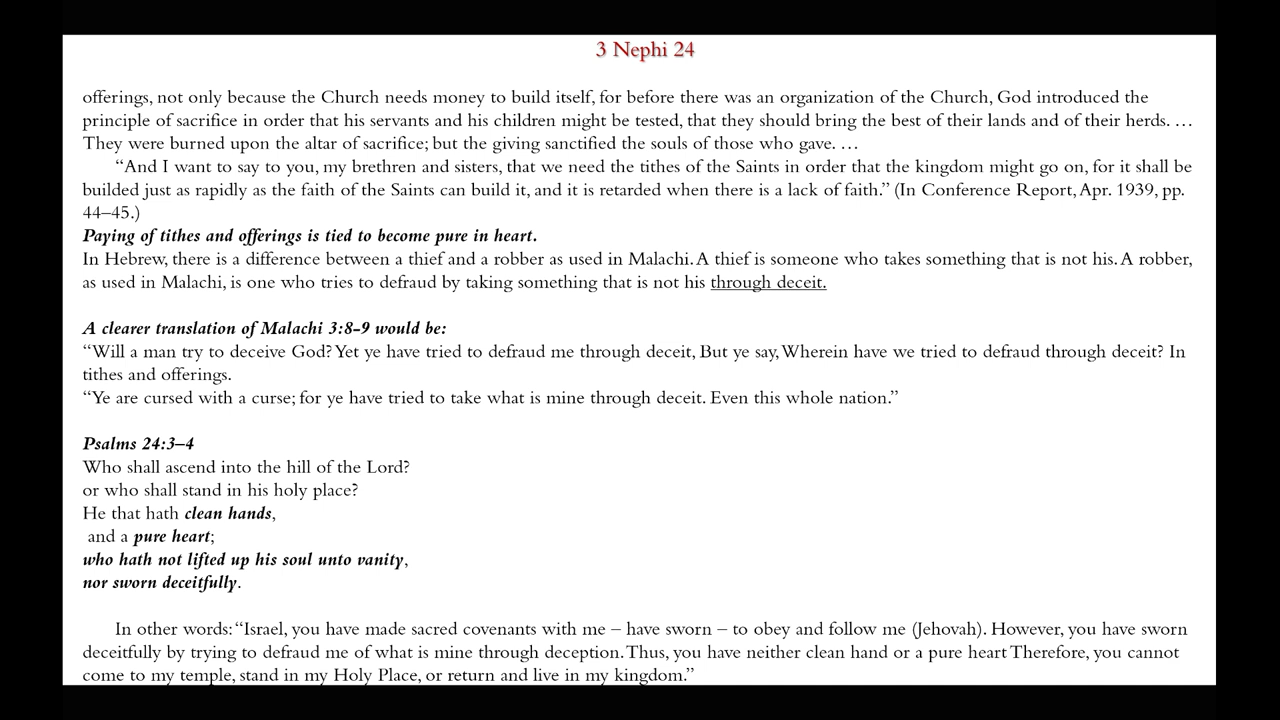 3 Nephi 24
offerings, not only because the Church needs money to build itself, for before there was an organization of the Church, God introduced the
principle of sacrifice in order that his servants and his children might be tested, that they should bring the best of their lands and of their herds. …
They were burned upon the altar of sacrifice; but the giving sanctified the souls of those who gave. …
“And I want to say to you, my brethren and sisters, that we need the tithes of the Saints in order that the kingdom might go on, for it shall be
builded just as rapidly as the faith of the Saints can build it, and it is retarded when there is a lack of faith.” (In Conference Report, Apr. 1939, pp.
44–45.)
Paying of tithes and offerings is tied to become pure in heart.
In Hebrew, there is a difference between a thief and a robber as used in Malachi. A thief is someone who takes something that is not his. A robber,
as used in Malachi, is one who tries to defraud by taking something that is not his through deceit.
A clearer translation of Malachi 3:8-9 would be:
“Will a man try to deceive God? Yet ye have tried to defraud me through deceit, But ye say, Wherein have we tried to defraud through deceit? In
tithes and offerings.
“Ye are cursed with a curse; for ye have tried to take what is mine through deceit. Even this whole nation.”
Psalms 24:3–4
Who shall ascend into the hill of the Lord?
or who shall stand in his holy place?
He that hath clean hands,
and a pure heart;
who hath not lifted up his soul unto vanity,
nor sworn deceitfully.
In other words: “Israel, you have made sacred covenants with me – have sworn – to obey and follow me (Jehovah). However, you have sworn
deceitfully by trying to defraud me of what is mine through deception. Thus, you have neither clean hand or a pure heart Therefore, you cannot
come to my temple, stand in my Holy Place, or return and live in my kingdom.”